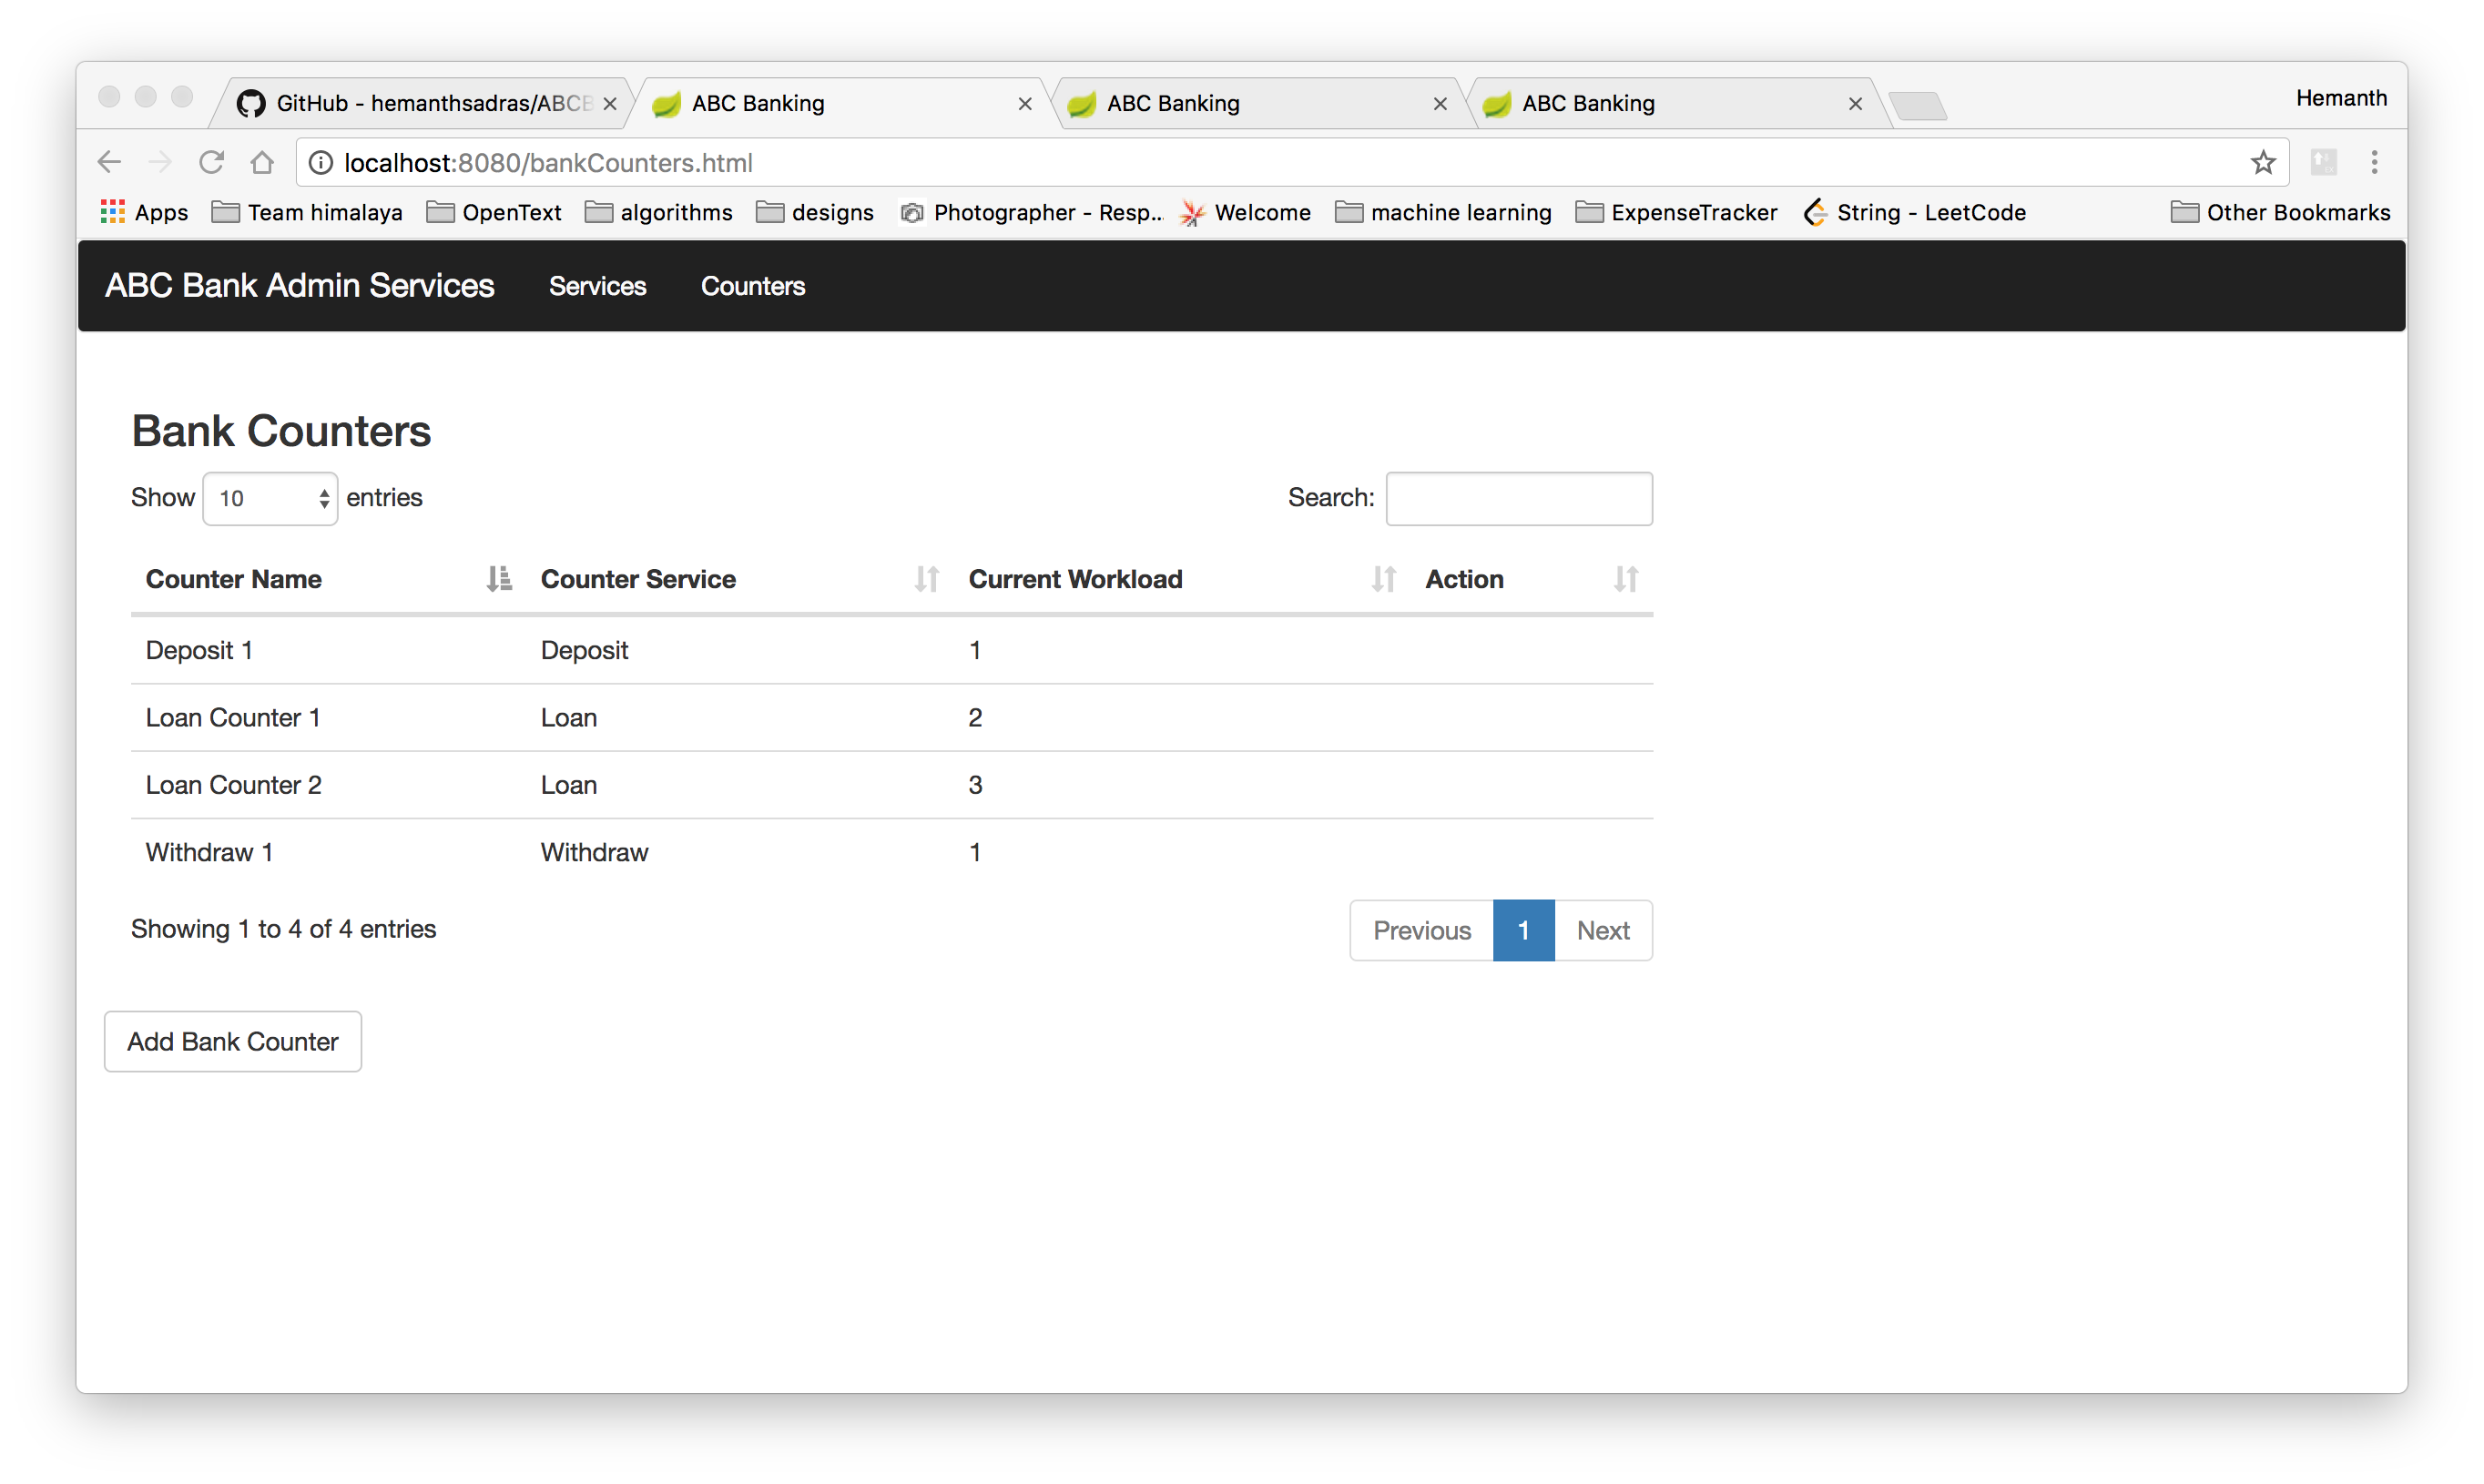 GitHub - hemanthsadras/ABCB ABC Banking ABC Banking ABC Banking Hemanth
localhost:8080/bankCounters.html
Apps Team himalaya OpenText algorithms designs Photographer - Resp... Welcome machine learning ExpenseTracker String - LeetCode Other Bookmarks
ABC Bank Admin Services Services Counters
Bank Counters
Show 10 entries Search:
Counter Name Counter Service Current Workload Action
Deposit 1 Deposit 1
Loan Counter 1 Loan 2
Loan Counter 2 Loan 3
Withdraw 1 Withdraw 1
Showing 1 to 4 of 4 entries Previous 1 Next
Add Bank Counter